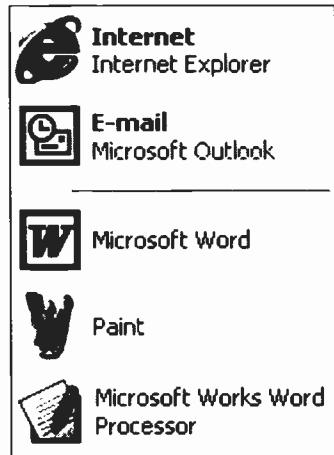 Internet
Internet Explorer
E-mail
Microsoft Outlook
Microsoft Word
Paint
Microsoft Works Word
Processor